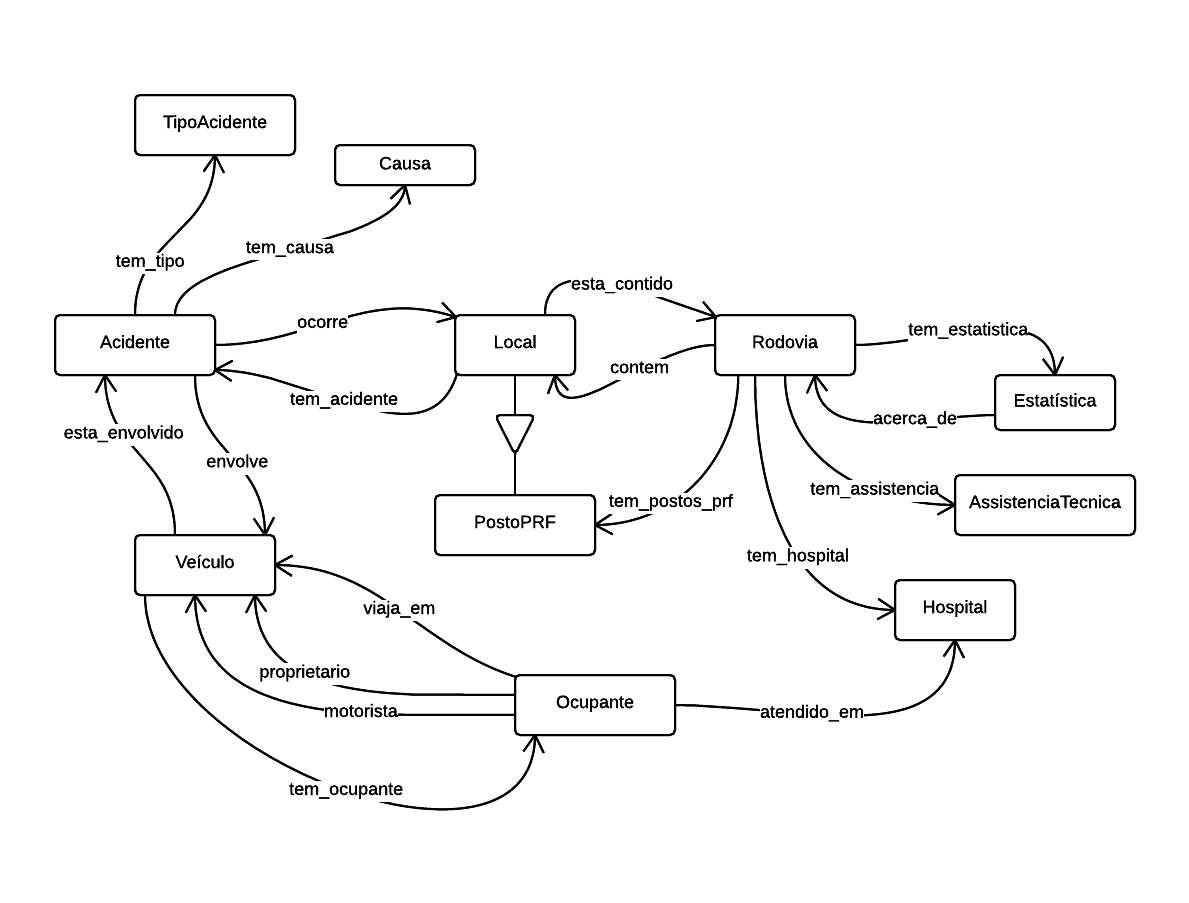 TipoAcidente
Causa
tem_tipo
tem_causa
esta_contido
ocorre
tem_estatistica
Acidente
Local
Rodovia
contem
tem_acidente
Estatística
acerca_de
esta_envolvido
envolve
tem_assistencia
tem_postos_prf
AssistenciaTecnica
PostoPRF
tem_hospital
Veículo
viaja_em
Hospital
proprietario
motorista
Ocupante
atendido_em
tem_ocupante